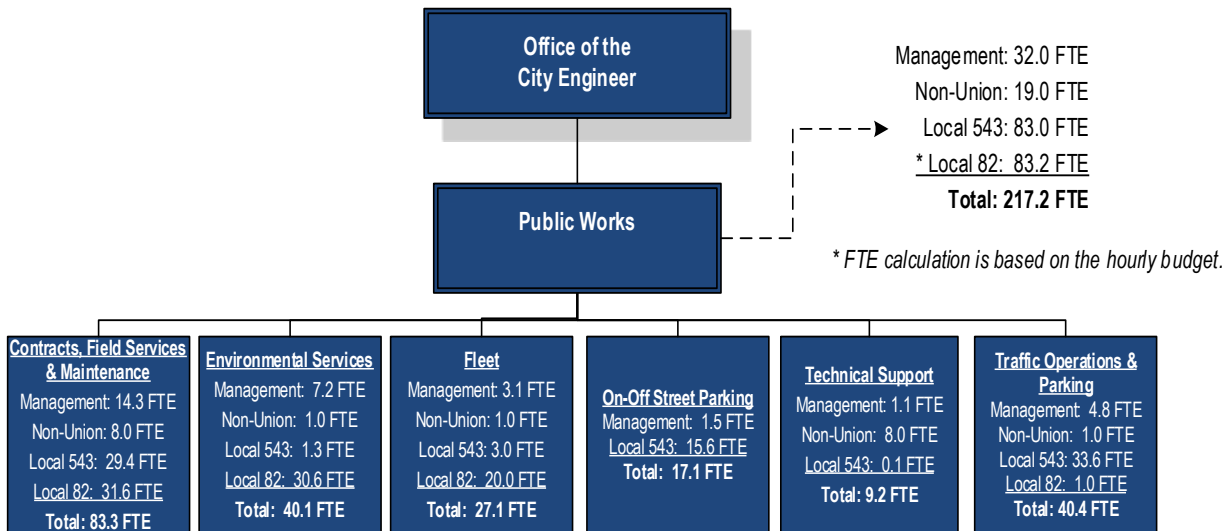 Office of the
City Engineer
Management: 32.0 FTE
Non-Union: 19.0 FTE
Local 543: 83.0 FTE
* Local 82: 83.2 FTE
Total: 217.2 FTE
Public Works
* FTE calculation is based on the hourly budget.
Contracts, Field Services
& Maintenance
Management: 14.3 FTE
Non-Union: 8.0 FTE
Local 543: 29.4 FTE
Local 82: 31.6 FTE
Total: 83.3 FTE
Environmental Services
Management: 7.2 FTE
Non-Union: 1.0 FTE
Local 543: 1.3 FTE
Local 82: 30.6 FTE
Total: 40.1 FTE
Fleet
Management: 3.1 FTE
Non-Union: 1.0 FTE
Local 543: 3.0 FTE
Local 82: 20.0 FTE
Total: 27.1 FTE
On-Off Street Parking
Management: 1.5 FTE
Local 543: 15.6 FTE
Total: 17.1 FTE
Technical Support
Management: 1.1 FTE
Non-Union: 8.0 FTE
Local 543: 0.1 FTE
Total: 9.2 FTE
Traffic Operations &
Parking
Management: 4.8 FTE
Non-Union: 1.0 FTE
Local 543: 33.6 FTE
Local 82: 1.0 FTE
Total: 40.4 FTE